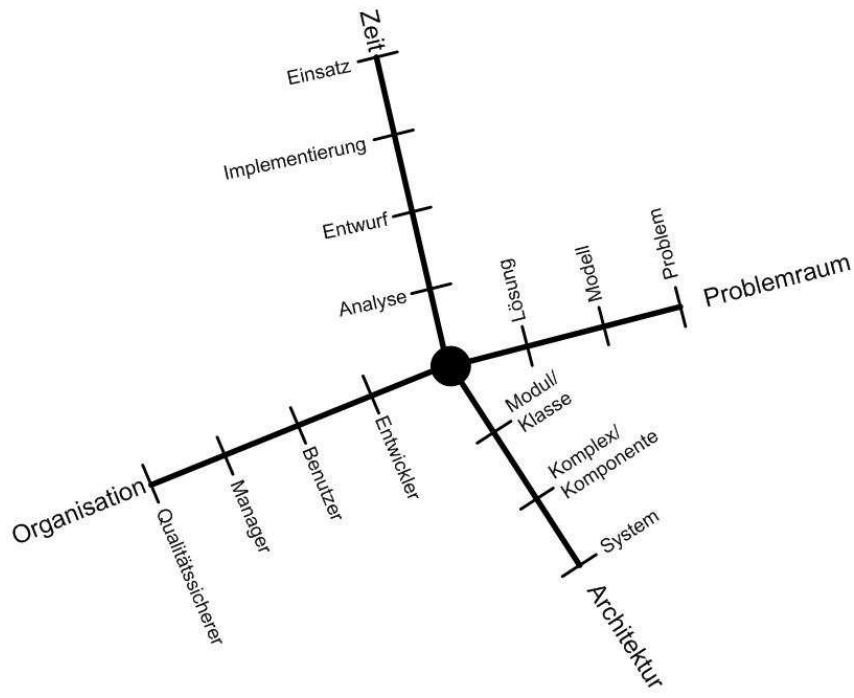 Zeit
Einsatz
Implementierung
Entwurf
Analyse
Lösung
Modell
Problem
Problemraum
Modul/
Klasse
Komplex/
Komponente
System
Architektur
Entwickler
Benutzer
Manager
Qualitätssicherer
Organisation